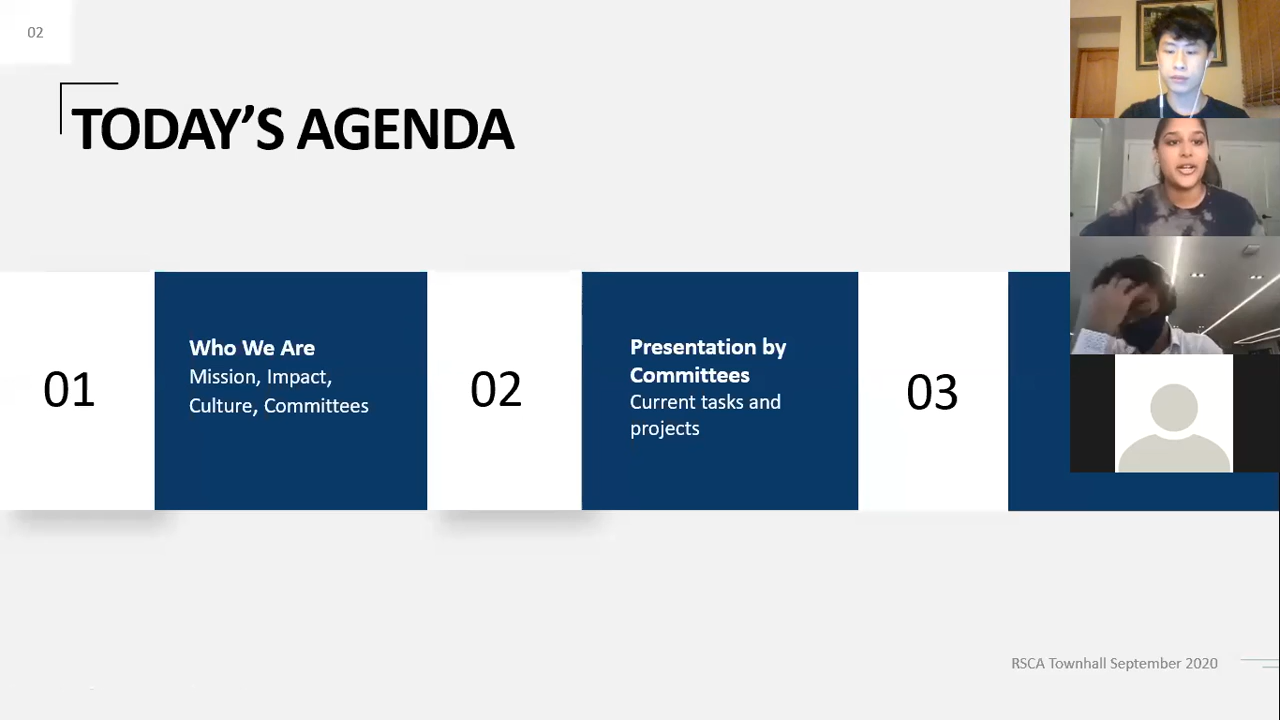 02
TODAY’S AGENDA
01
Who We Are
Mission, Impact,
Culture, Committees
02
Presentation by
Committees
Current tasks and
projects
03
RSCA Townhall September 2020